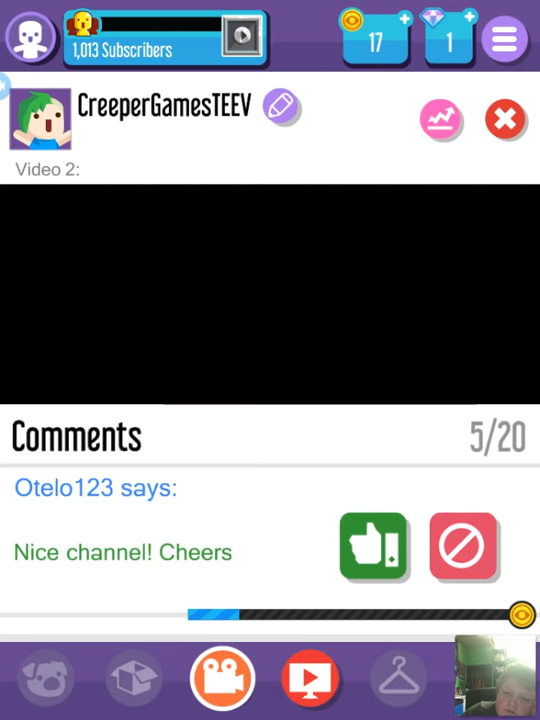 1,013 Subscribers
17
1
CreeperGamesTEEV
Video 2:
Comments
5/20
Otelo123 says:
Nice channel! Cheers